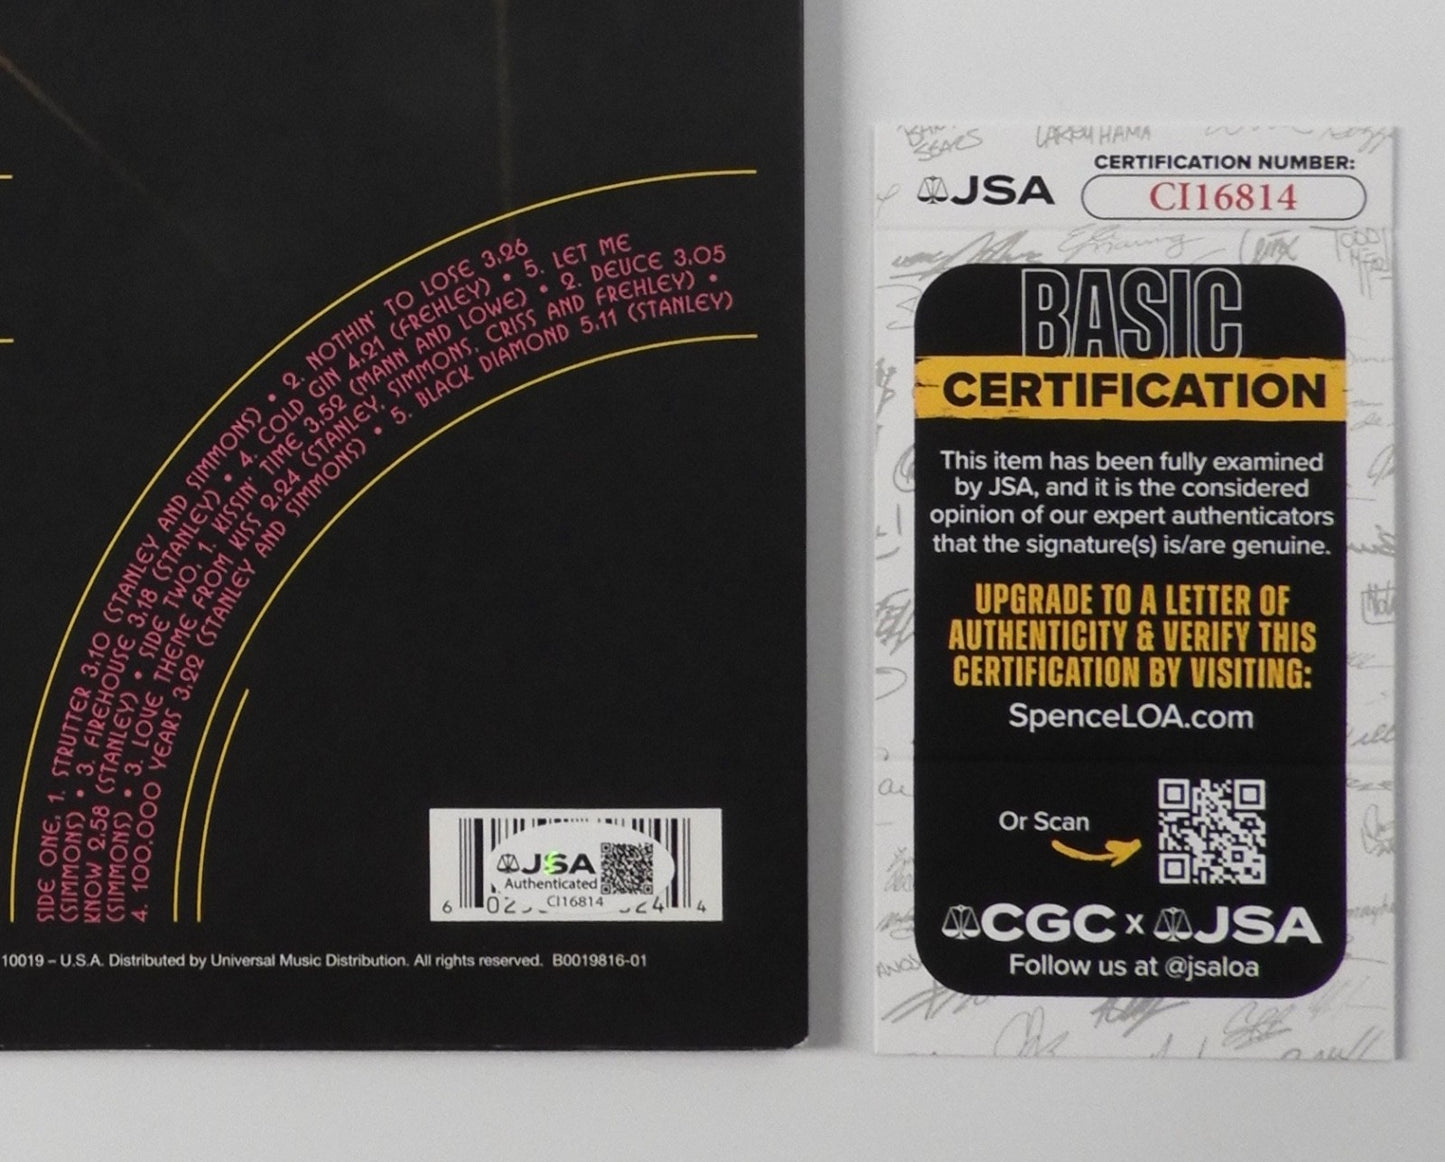 SIDE ONE, 1. STRUTTER 3.10 (STANLEY AND SIMMONS) • 2. NOTHIN' TO LOSE 3.26
(SIMMONS) • 3. FIREHOUSE 3.18 (STANLEY) • 4. COLD GIN 4.21 (FREHLEY) • 5. LET ME
KNOW 2.58 (STANLEY) • SIDE TWO, 1. KISSIN' TIME 3.52 (MANN AND LOWE) • 2. DEUCE 3.05
(SIMMONS) • 3. LOVE THEME FROM KISS 2.24 (STANLEY, SIMMONS, CRISS AND FREHLEY) •
4. 100,000 YEARS 3.22 (STANLEY AND SIMMONS) • 5. BLACK DIAMOND 5.11 (STANLEY)
JSA
Authenticated
CI16814
6 02 24 4
10019 – U.S.A. Distributed by Universal Music Distribution. All rights reserved. B0019816-01
LARRY HAMA
SEARS
CERTIFICATION NUMBER:
JSA
CI16814
BASIC
CERTIFICATION
This item has been fully examined
by JSA, and it is the considered
opinion of our expert authenticators
that the signature(s) is/are genuine.
UPGRADE TO A LETTER OF
AUTHENTICITY & VERIFY THIS
CERTIFICATION BY VISITING:
SpenceLOA.com
Or Scan
CGC x JSA
Follow us at @jsaloa